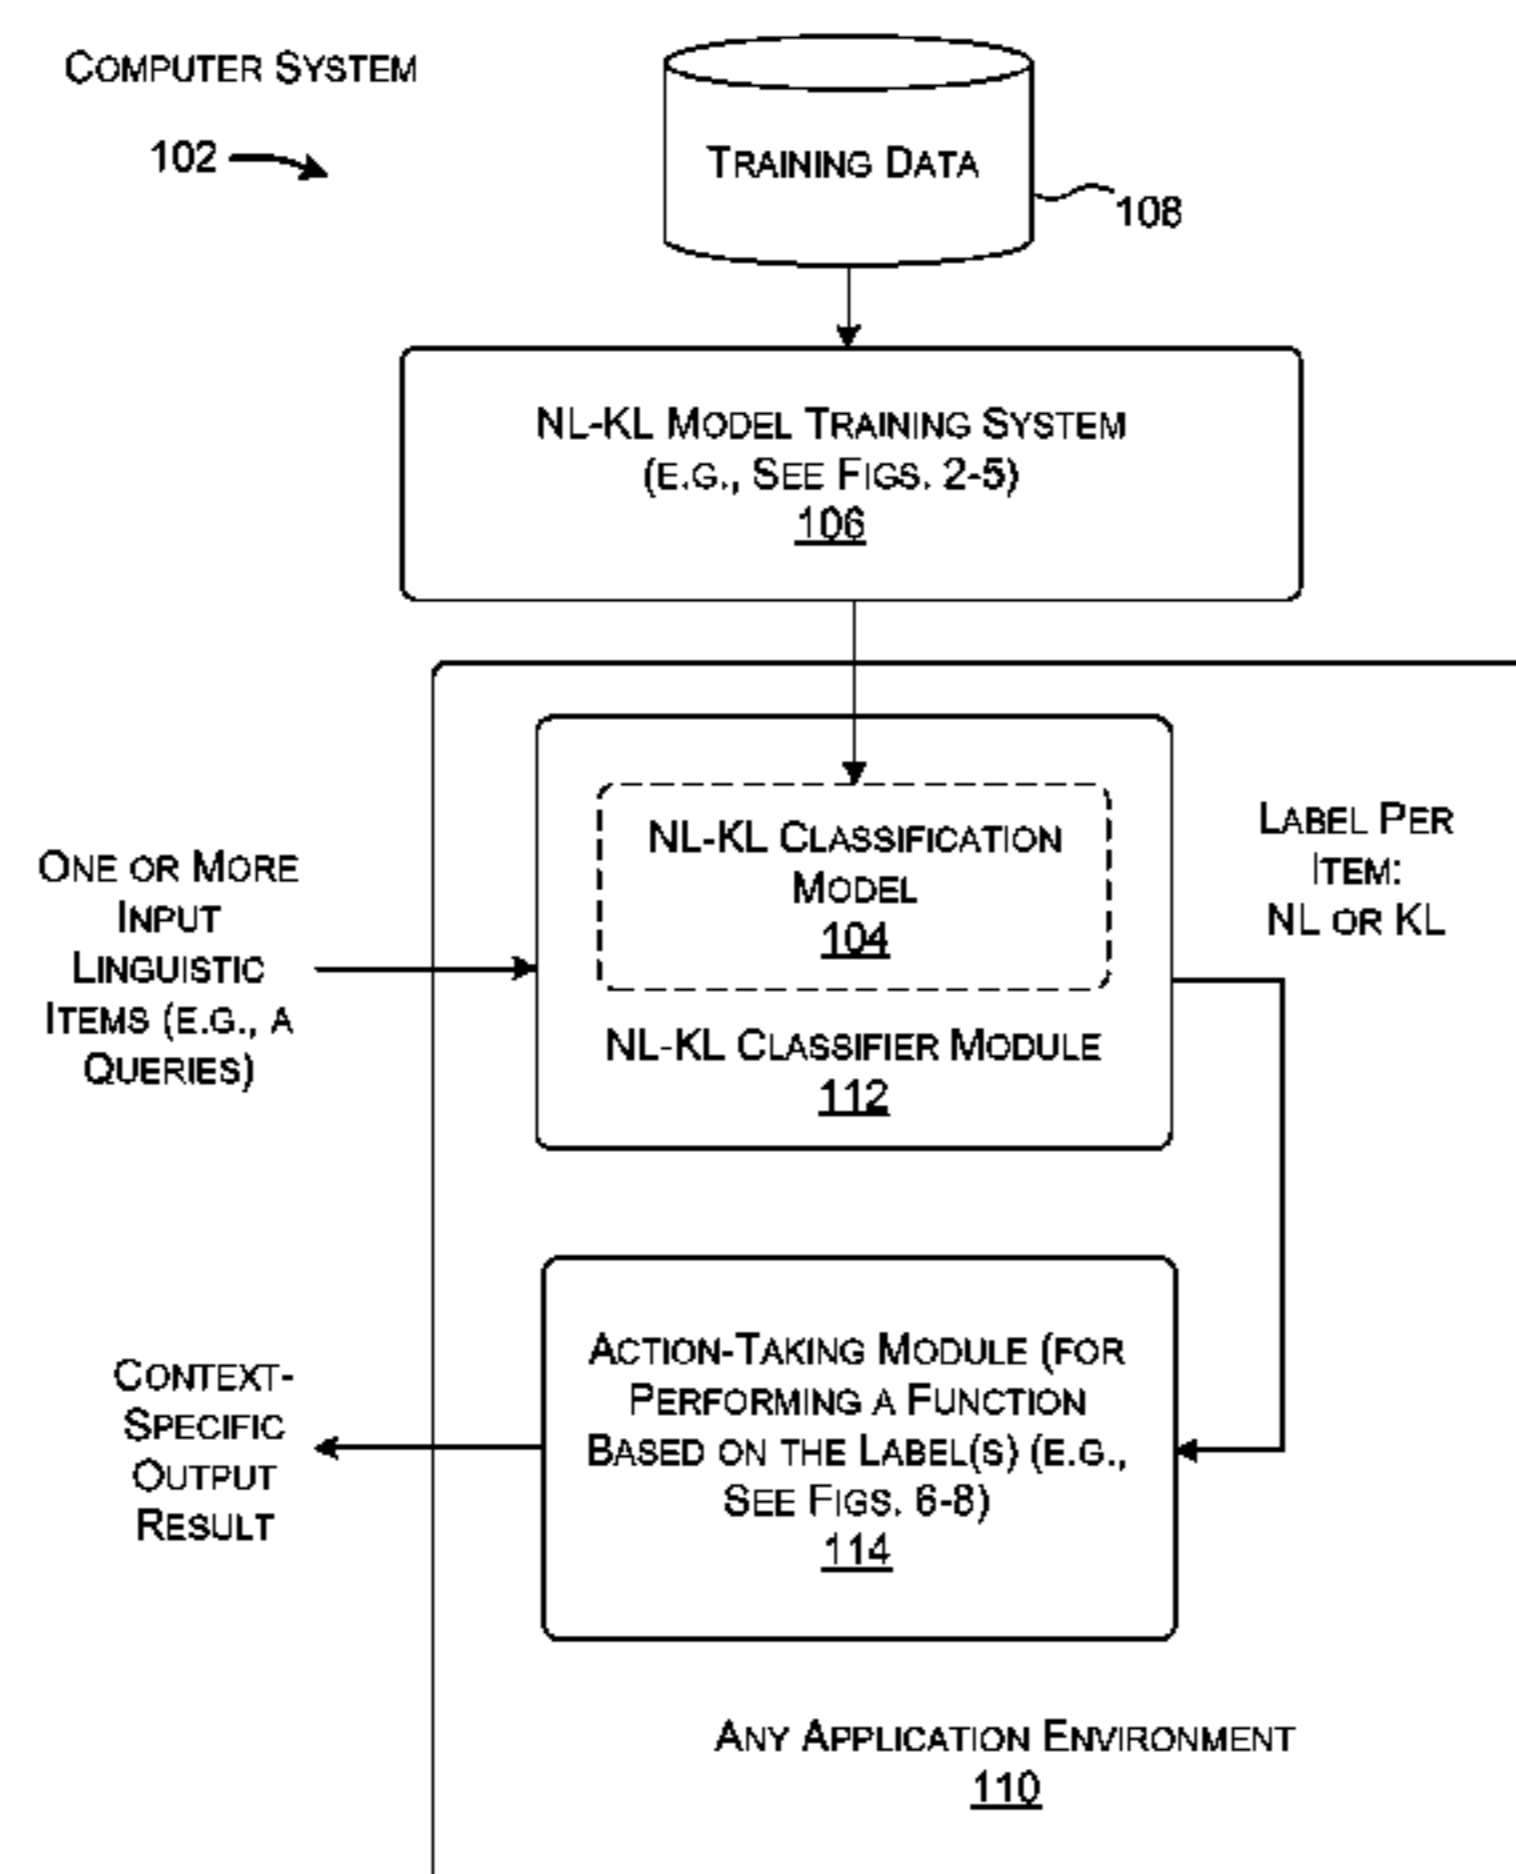 COMPUTER SYSTEM
102
TRAINING DATA
108
NL-KL MODEL TRAINING SYSTEM
(E.G., SEE FIGS. 2-5)
106
NL-KL CLASSIFICATION
MODEL
104
NL-KL CLASSIFIER MODULE
112
LABEL PER
ITEM:
NL OR KL
ONE OR MORE
INPUT
LINGUISTIC
ITEMS (E.G., A
QUERIES)
ACTION-TAKING MODULE (FOR
PERFORMING A FUNCTION
BASED ON THE LABEL(S) (E.G.,
SEE FIGS. 6-8)
114
CONTEXT-
SPECIFIC
OUTPUT
RESULT
ANY APPLICATION ENVIRONMENT
110